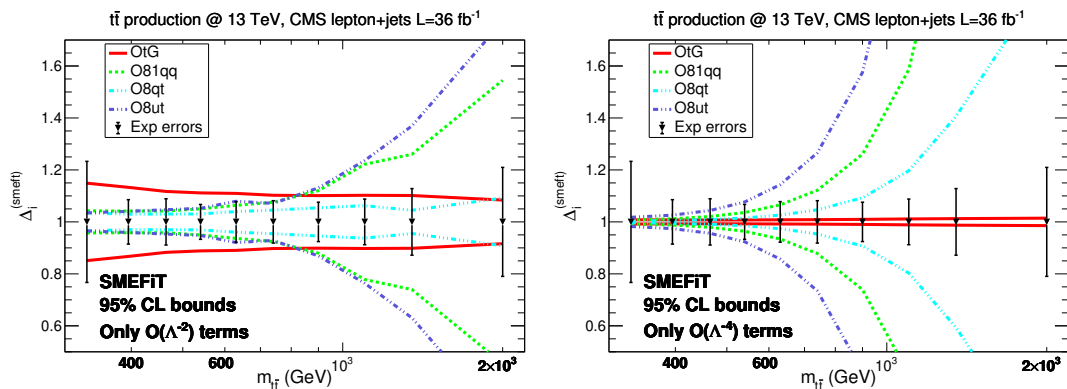 tt̄ production @ 13 TeV, CMS lepton+jets L=36 fb⁻¹
Δᵢ⁽ˢᵐᵉᶠᵗ⁾
1.6
1.4
1.2
1
0.8
0.6
OtG
O81qq
O8qt
O8ut
Exp errors
SMEFiT
95% CL bounds
Only O(Λ⁻²) terms
400 600 10³ 2×10³
m_tt̄ (GeV)
tt̄ production @ 13 TeV, CMS lepton+jets L=36 fb⁻¹
Δᵢ⁽ˢᵐᵉᶠᵗ⁾
1.6
1.4
1.2
1
0.8
0.6
OtG
O81qq
O8qt
O8ut
Exp errors
SMEFiT
95% CL bounds
Only O(Λ⁻⁴) terms
400 600 10³ 2×10³
m_tt̄ (GeV)